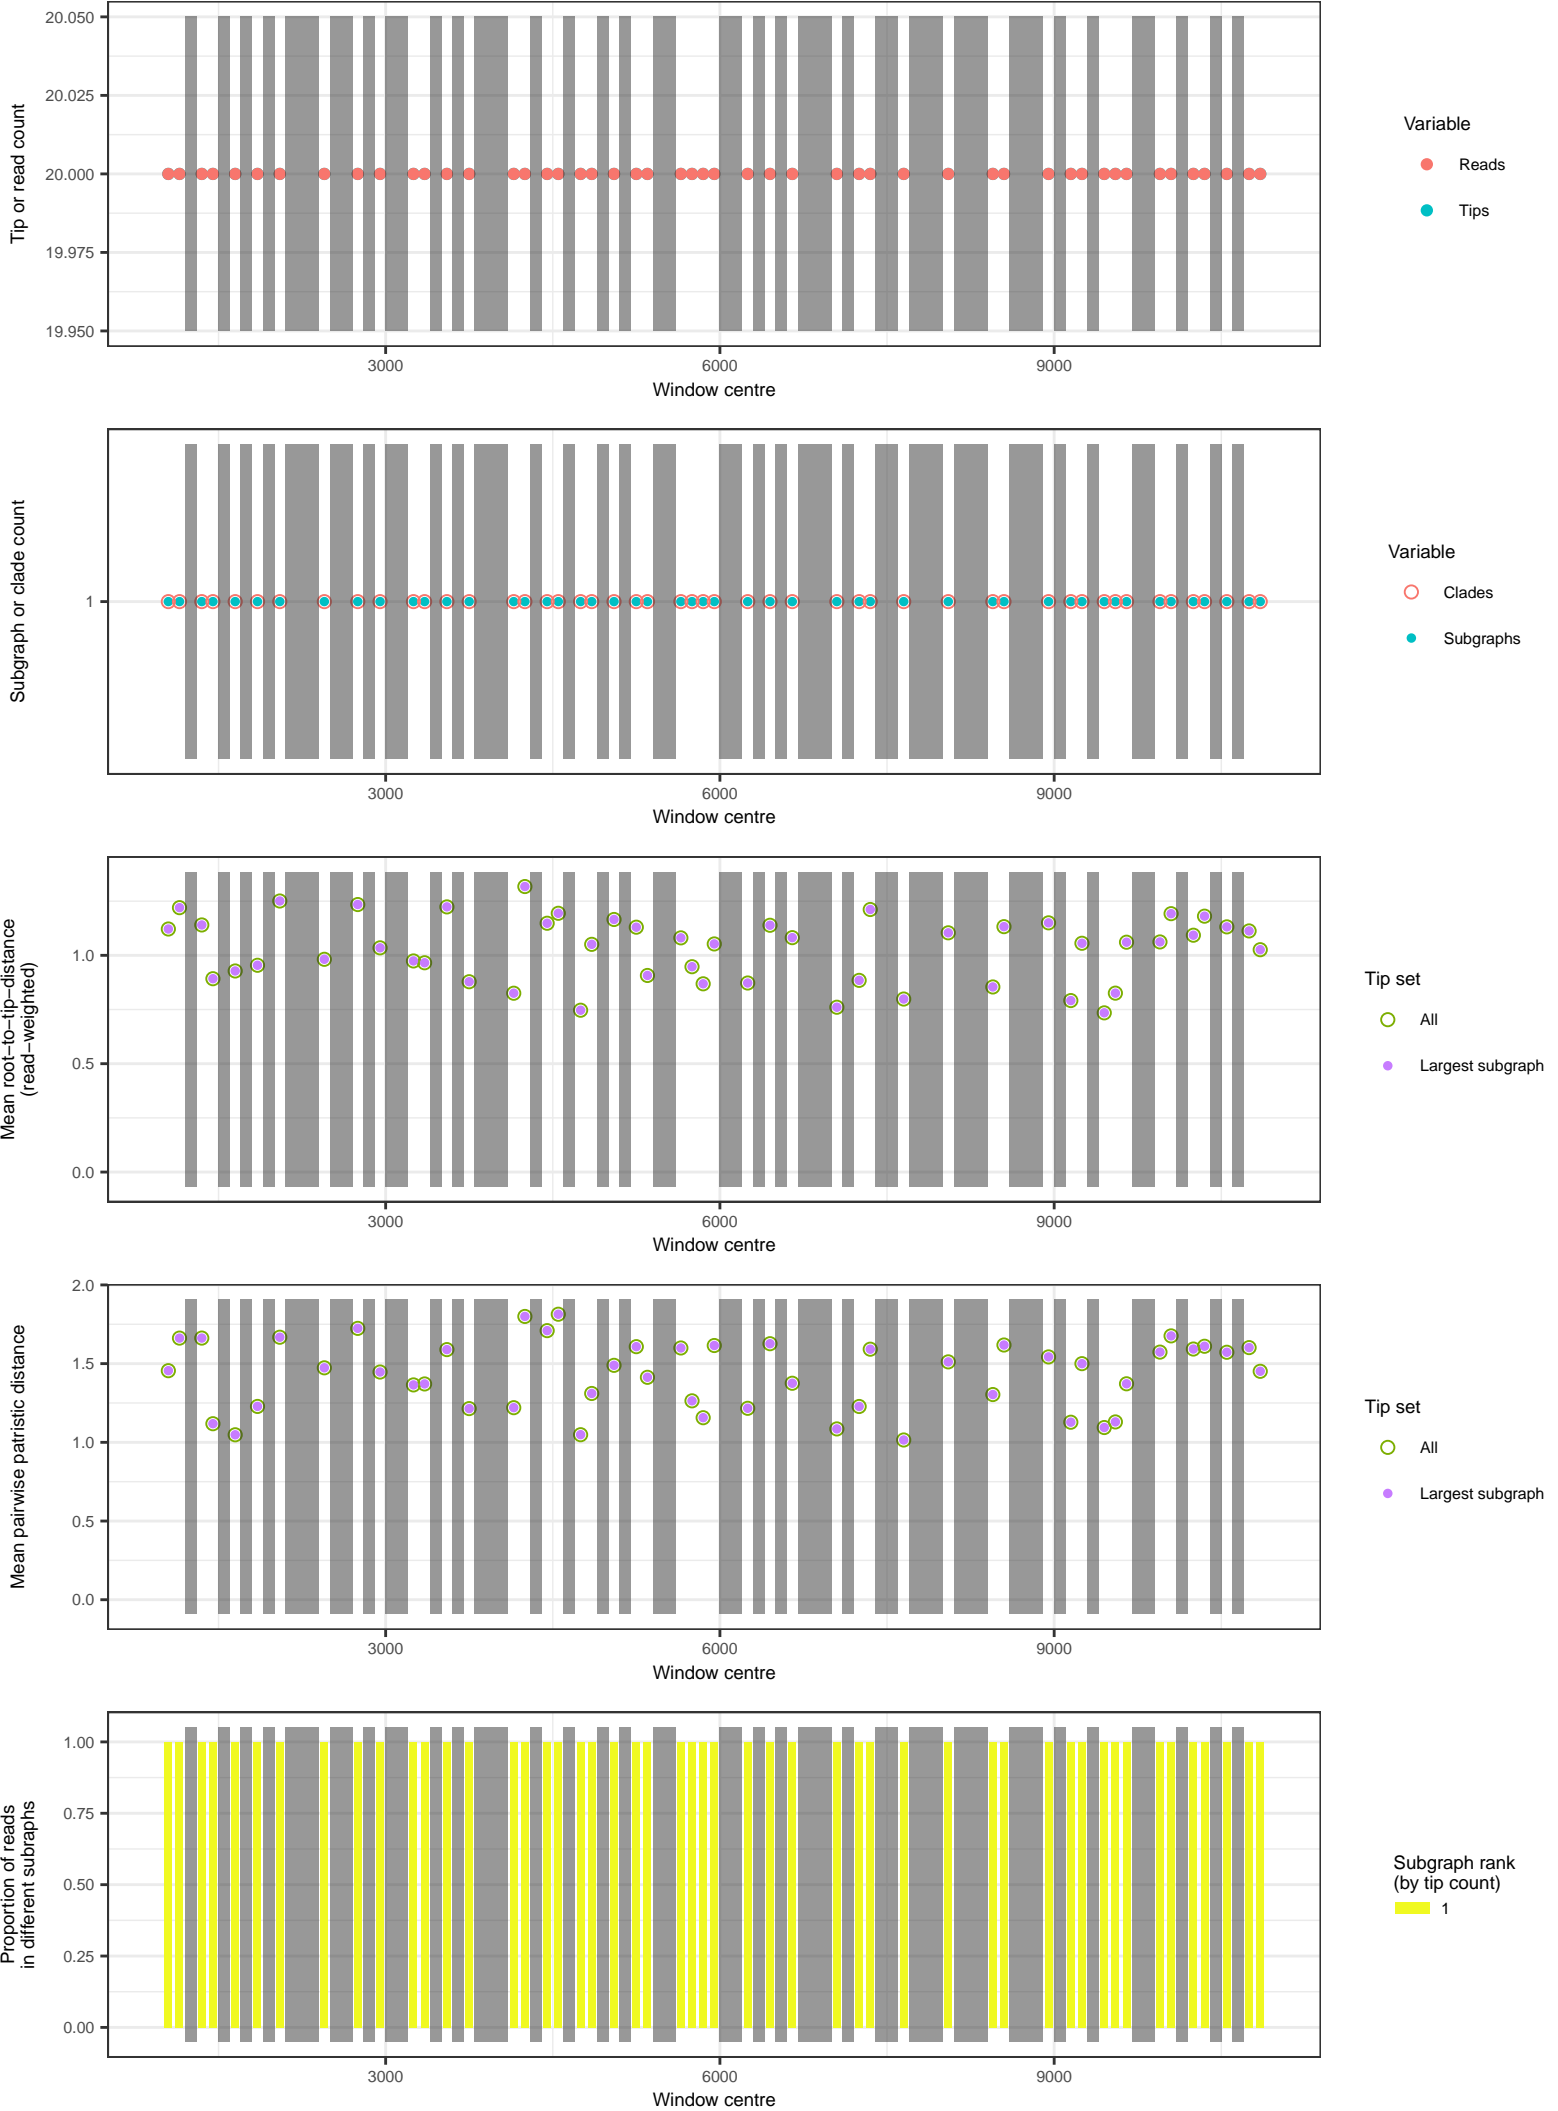 20.050
20.025
20.000
19.975
19.950
Tip or read count
3000
6000
9000
Window centre
Variable
Reads
Tips
1
Subgraph or clade count
3000
6000
9000
Window centre
Variable
Clades
Subgraphs
1.0
0.5
0.0
Mean root−to−tip−distance
(read−weighted)
3000
6000
9000
Window centre
Tip set
All
Largest subgraph
2.0
1.5
1.0
0.5
0.0
Mean pairwise patristic distance
3000
6000
9000
Window centre
Tip set
All
Largest subgraph
1.00
0.75
0.50
0.25
0.00
Proportion of reads
in different subraphs
3000
6000
9000
Window centre
Subgraph rank
(by tip count)
1